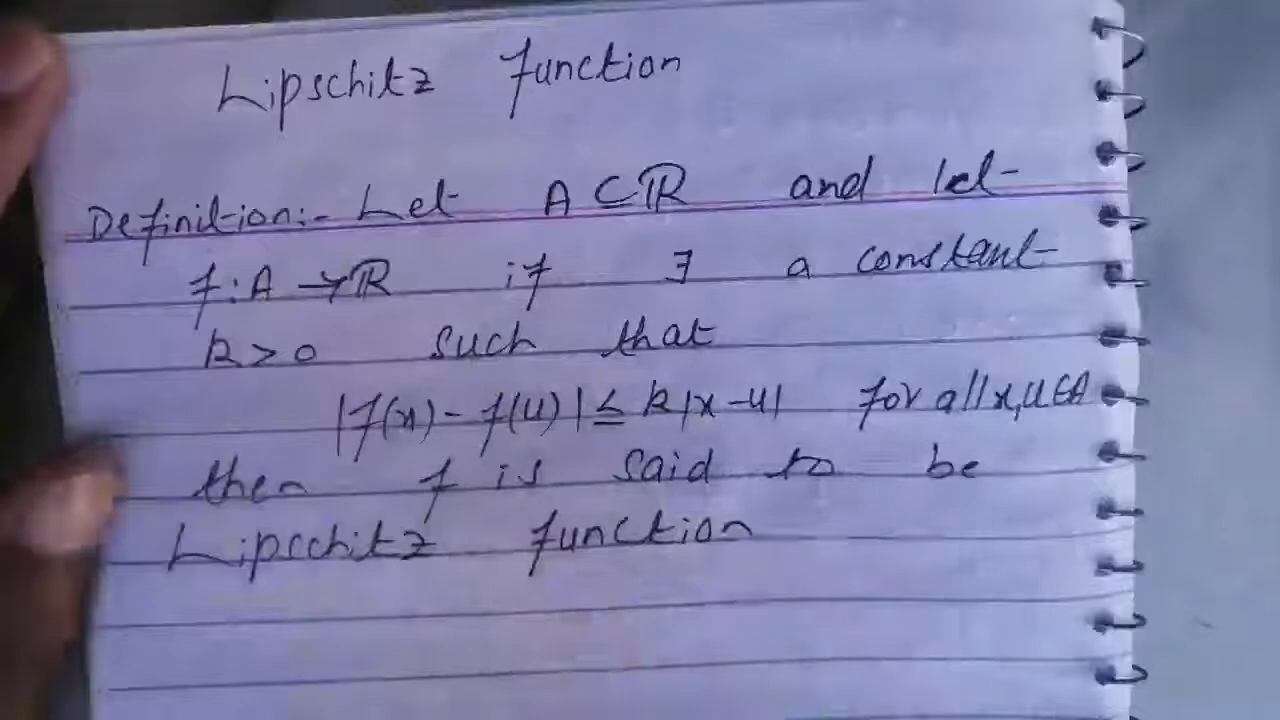 Lipschitz function
Definition:- Let A ⊂ ℝ and let
f: A → ℝ if ∃ a constant
k > 0 such that
|f(x) - f(u)| ≤ k|x - u| for all x, u ∈ A
then f is said to be
Lipschitz function